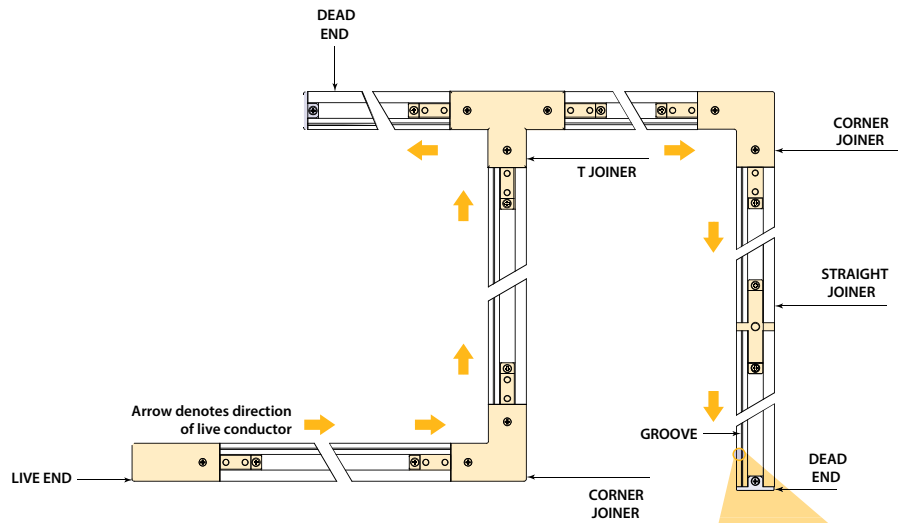 DEAD
END
CORNER
JOINER
T JOINER
STRAIGHT
JOINER
Arrow denotes direction
of live conductor
GROOVE
LIVE END
DEAD
END
CORNER
JOINER